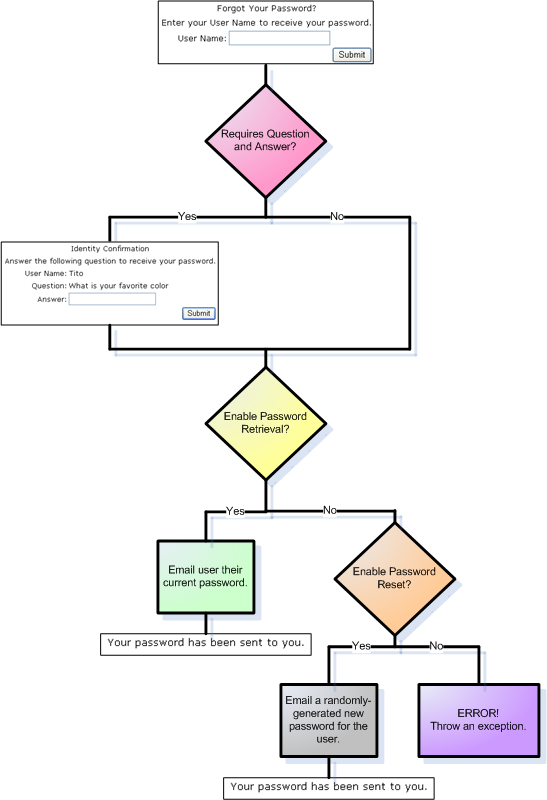 Forgot Your Password?
Enter your User Name to receive your password.
User Name:
Submit
Requires Question
and Answer?
Yes
No
Identity Confirmation
Answer the following question to receive your password.
User Name: Tito
Question: What is your favorite color
Answer:
Submit
Enable Password
Retrieval?
Yes
No
Email user their
current password.
Your password has been sent to you.
Enable Password
Reset?
Yes
No
Email a randomly-
generated new
password for the
user.
Your password has been sent to you.
ERROR!
Throw an exception.